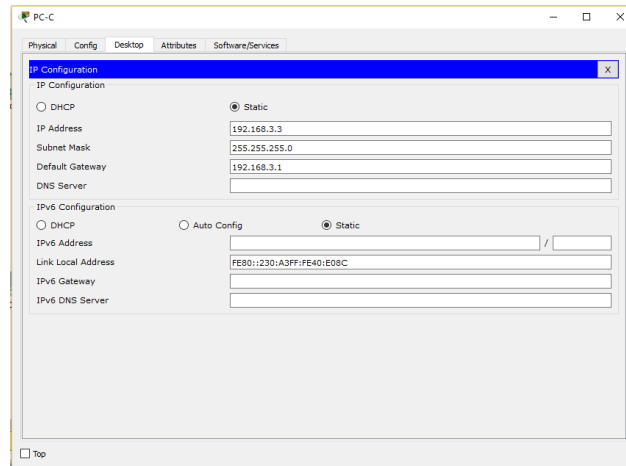 PC-C
Physical Config Desktop Attributes Software/Services
IP Configuration X
IP Configuration
DHCP Static
IP Address 192.168.3.3
Subnet Mask 255.255.255.0
Default Gateway 192.168.3.1
DNS Server
IPv6 Configuration
DHCP Auto Config Static
IPv6 Address /
Link Local Address FE80::230:A3FF:FE40:E08C
IPv6 Gateway
IPv6 DNS Server
Top